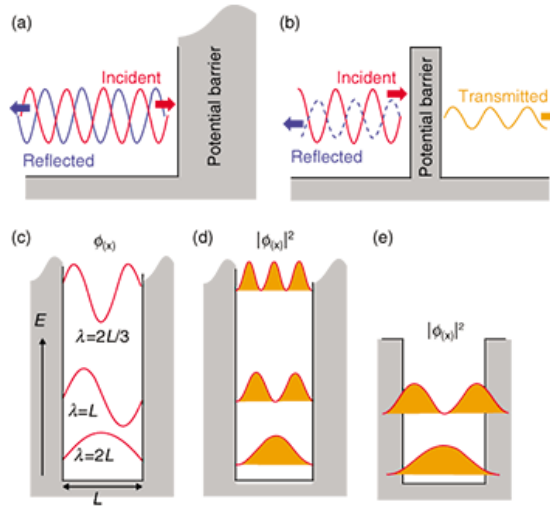 (a)
Incident
Reflected
Potential barrier
(b)
Incident
Reflected
Potential barrier
Transmitted
(c)
ϕ(x)
E
λ=2L/3
λ=L
λ=2L
L
(d)
|ϕ(x)|²
(e)
|ϕ(x)|²